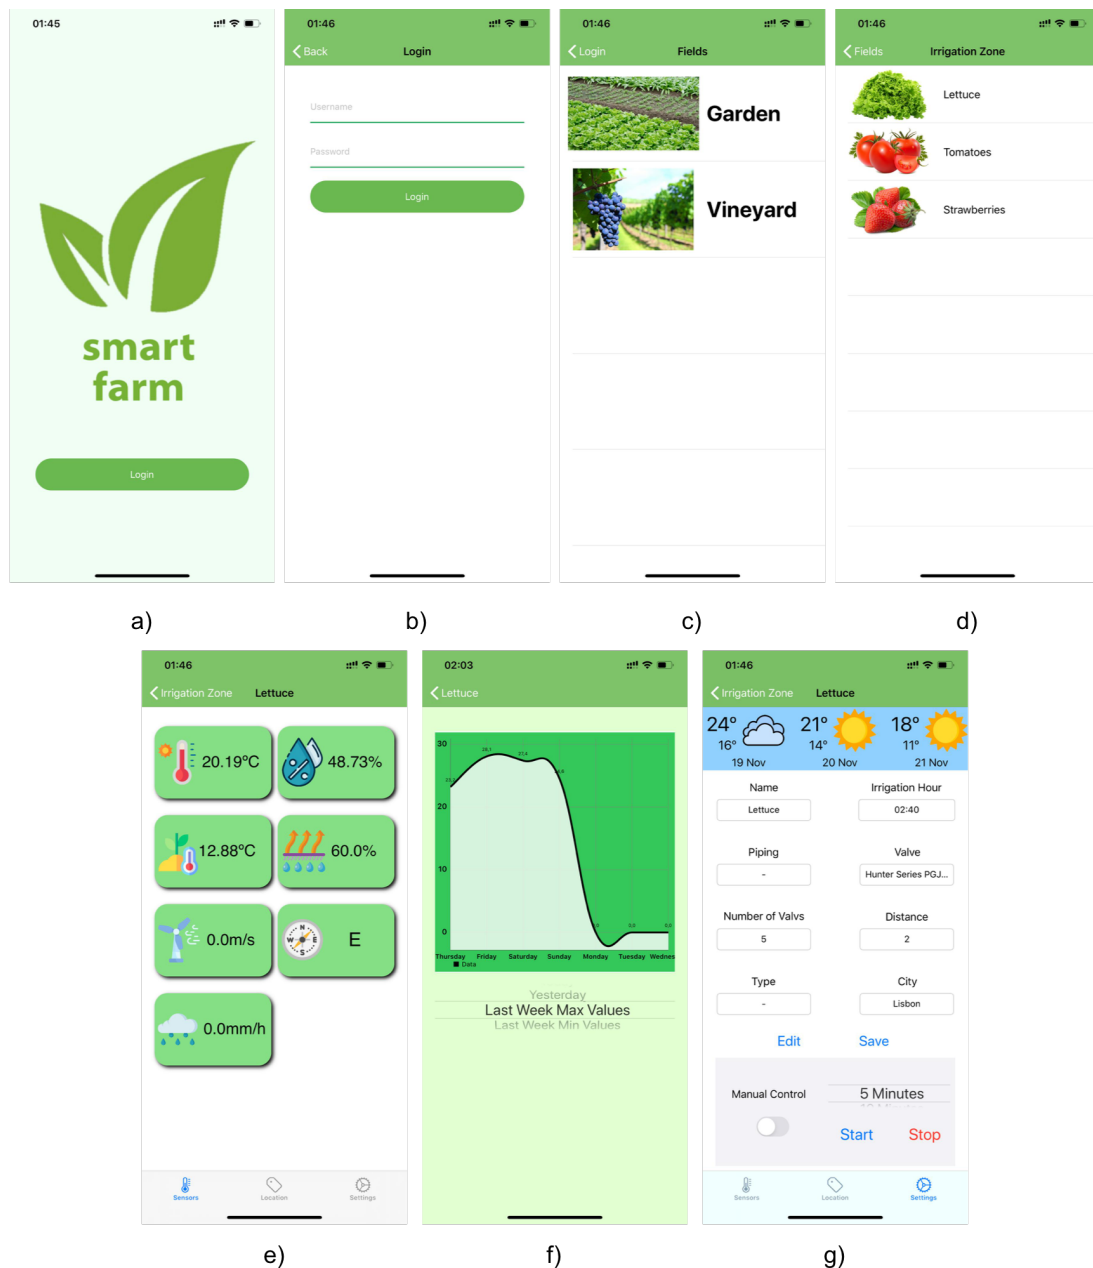 01:45
smart
farm
Login
a)
01:46
Back
Login
Username
Password
Login
b)
01:46
Login
Fields
Garden
Vineyard
c)
01:46
Fields
Irrigation Zone
Lettuce
Tomatoes
Strawberries
d)
01:46
Irrigation Zone
Lettuce
20.19°C
48.73%
12.88°C
60.0%
N
W
E
S
0.0m/s
E
0.0mm/h
Sensors
Location
Settings
e)
02:03
Lettuce
30
20
10
0
Thursday Friday Saturday Sunday Monday Tuesday Wednes
Data
Yesterday
Last Week Max Values
Last Week Min Values
f)
01:46
Irrigation Zone
Lettuce
24° 21° 18°
16° 14° 11°
19 Nov 20 Nov 21 Nov
Name Irrigation Hour
Lettuce 02:40
Piping Valve
- Hunter Series PGJ...
Number of Valvs Distance
5 2
Type City
- Lisbon
Edit Save
Manual Control
5 Minutes
Start Stop
Sensors
Location
Settings
g)